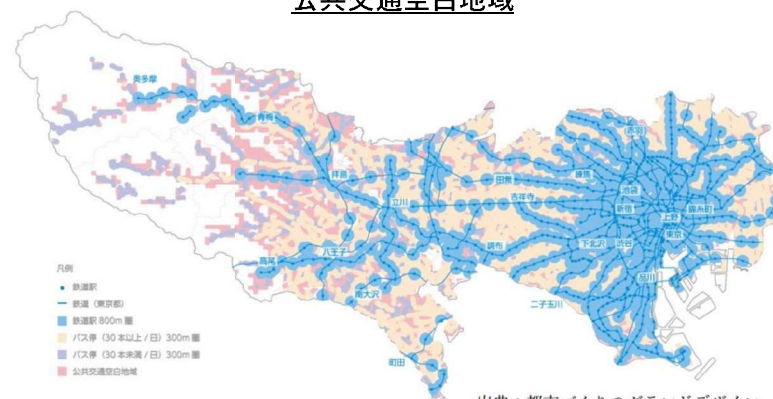 公共交通空白地域
奥多摩
青梅
赤羽
拝島
田無
練馬
池袋
立川
吉祥寺
新宿
錦糸町
上野
東京
調布
下北沢
渋谷
八王子
高尾
品川
南大沢
二子玉川
町田
凡例
鉄道駅
鉄道（東京都）
鉄道駅 800m 圏
バス停（30 本以上 / 日）300m 圏
バス停（30 本未満 / 日）300m 圏
公共交通空白地域